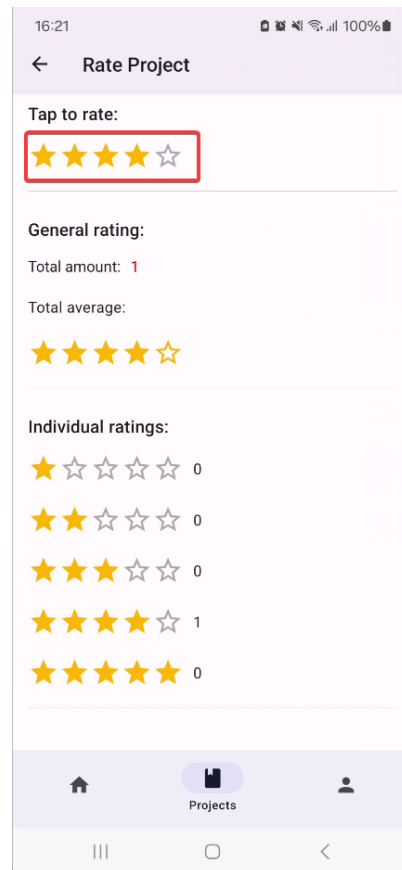 16:21 100%
Rate Project
Tap to rate:
General rating:
Total amount: 1
Total average:
Individual ratings:
0
0
0
1
0
Projects